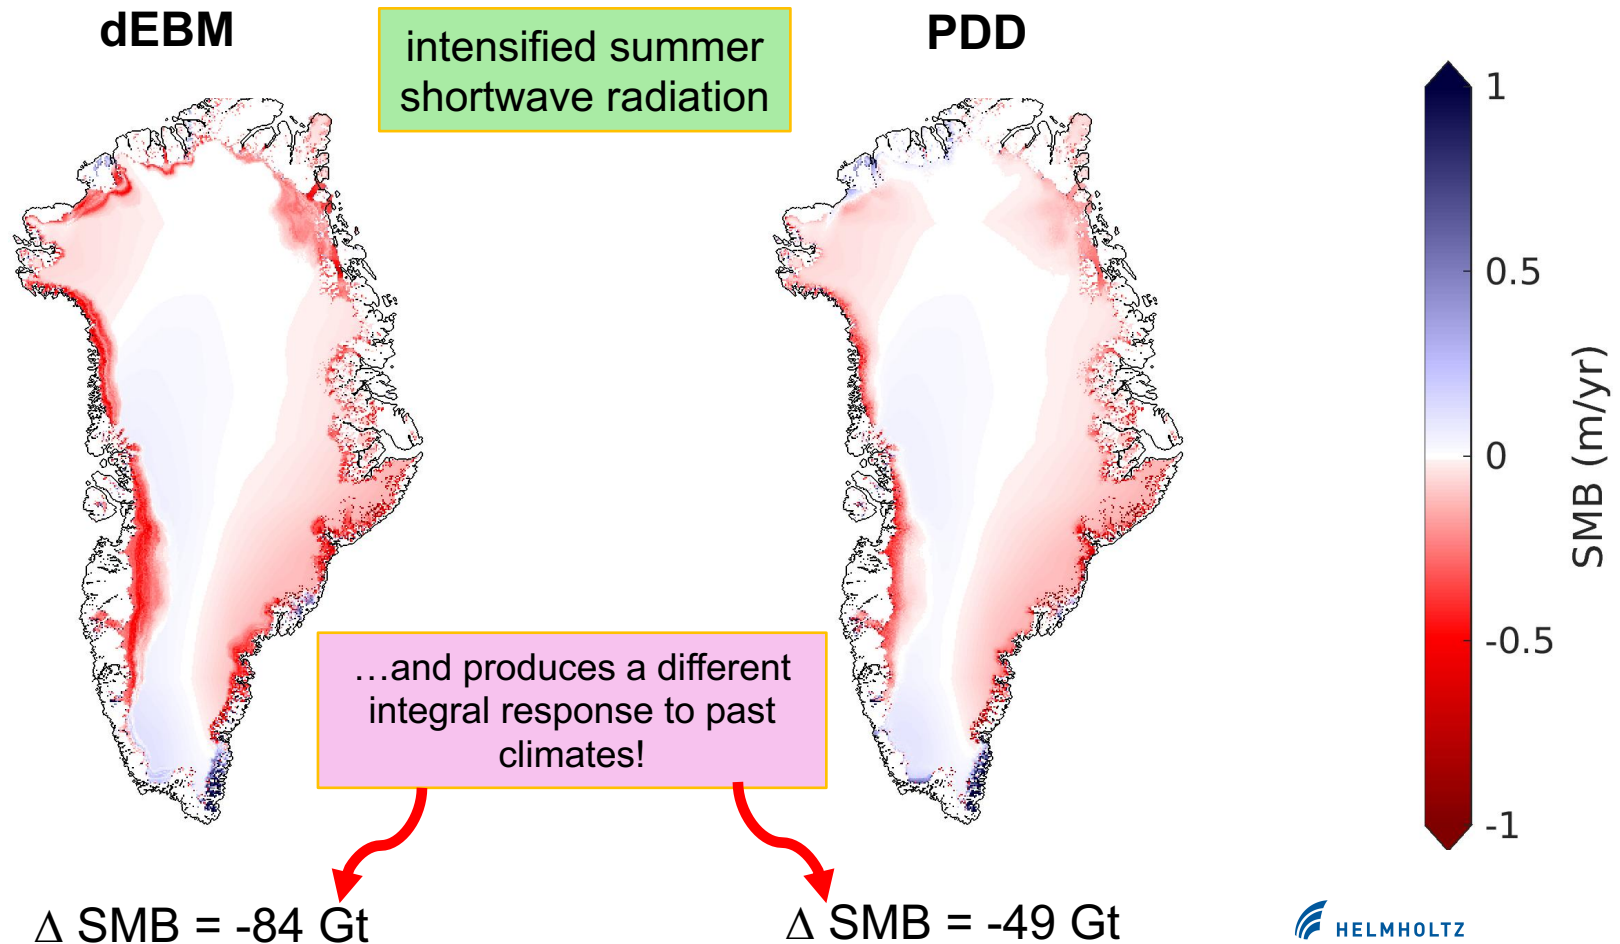 dEBM
intensified summer
shortwave radiation
PDD
1
0.5
0
-0.5
-1
SMB (m/yr)
…and produces a different
integral response to past
climates!
Δ SMB = -84 Gt
Δ SMB = -49 Gt
HELMHOLTZ